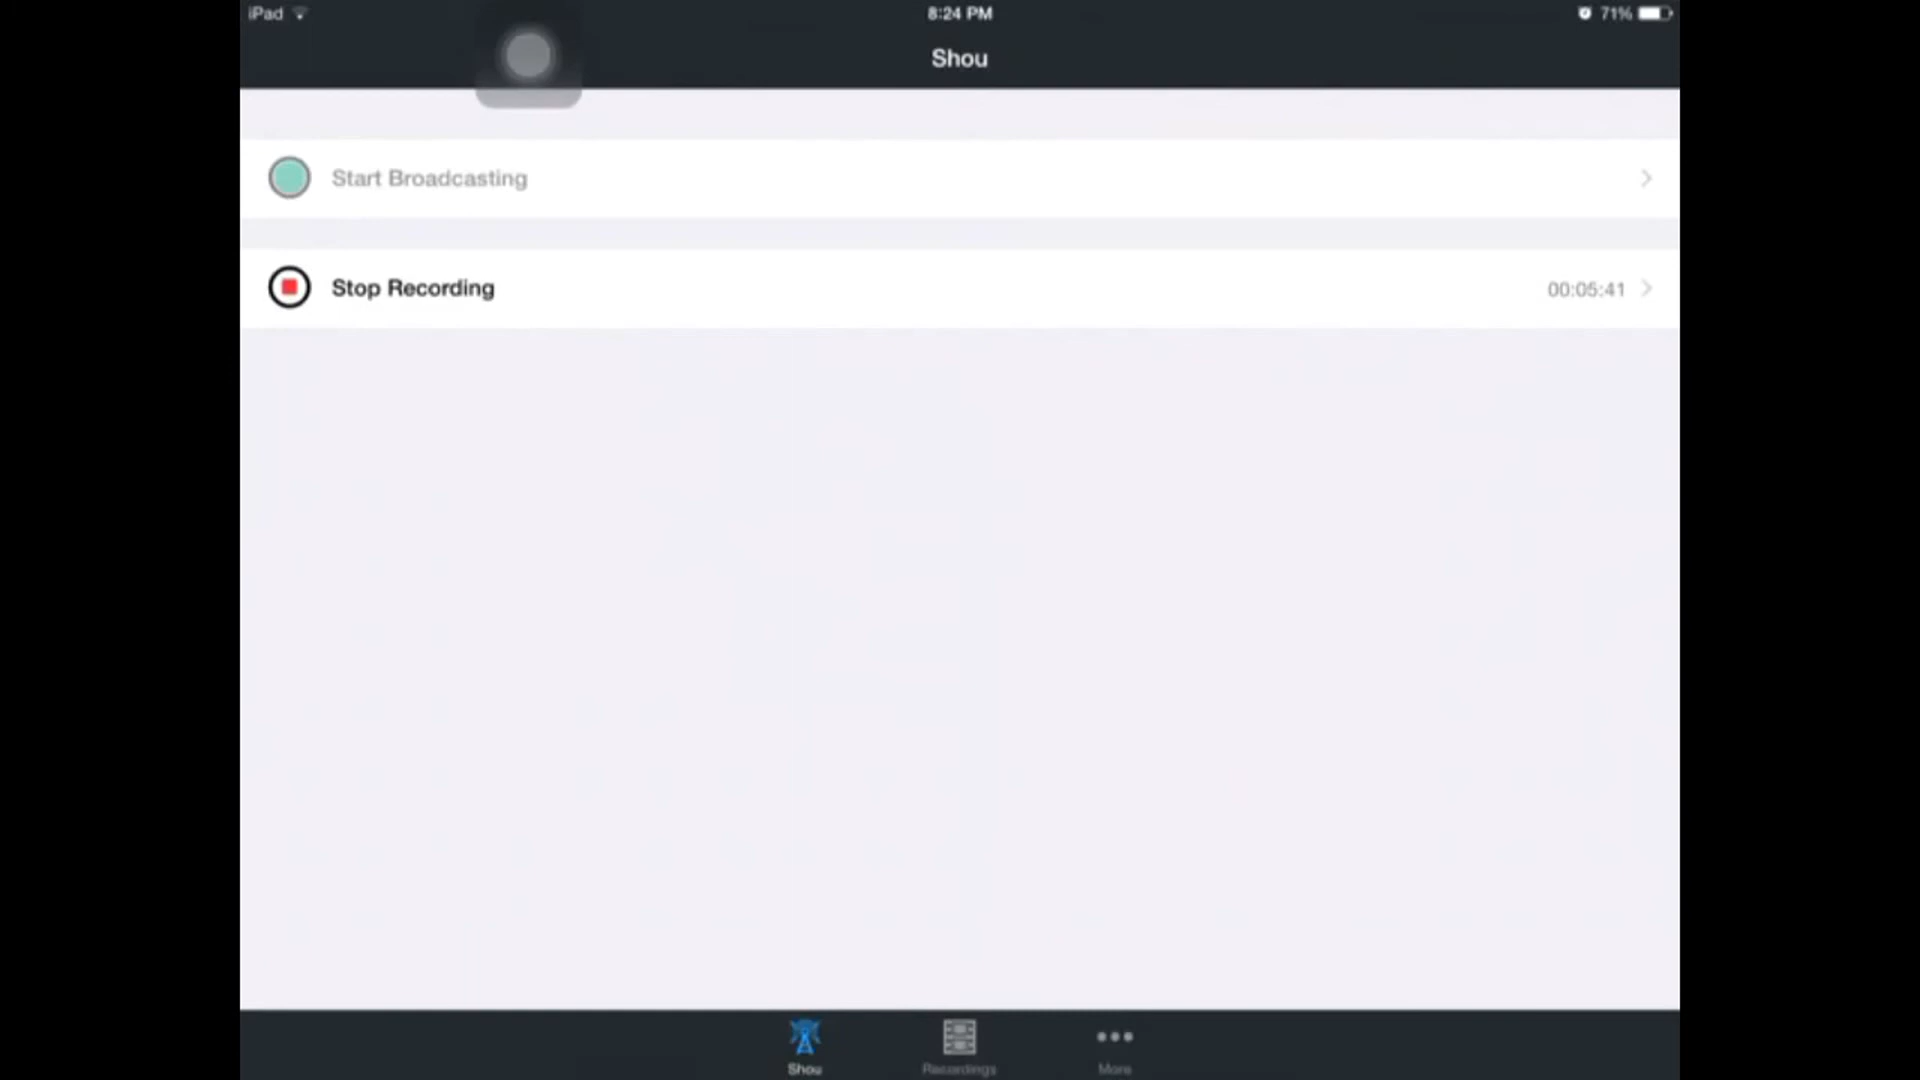 iPad
8:24 PM
71%
Shou
Start Broadcasting
Stop Recording
00:05:41
Shou
Recordings
More